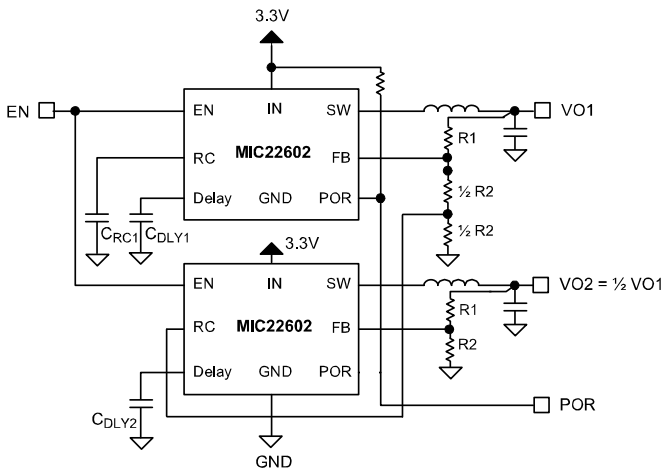 3.3V
EN
EN
IN
SW
VO1
R1
RC
MIC22602
FB
½ R2
Delay
GND
POR
CRC1
CDLY1
½ R2
3.3V
EN
IN
SW
VO2 = ½ VO1
R1
RC
MIC22602
FB
R2
Delay
GND
POR
CDLY2
POR
GND